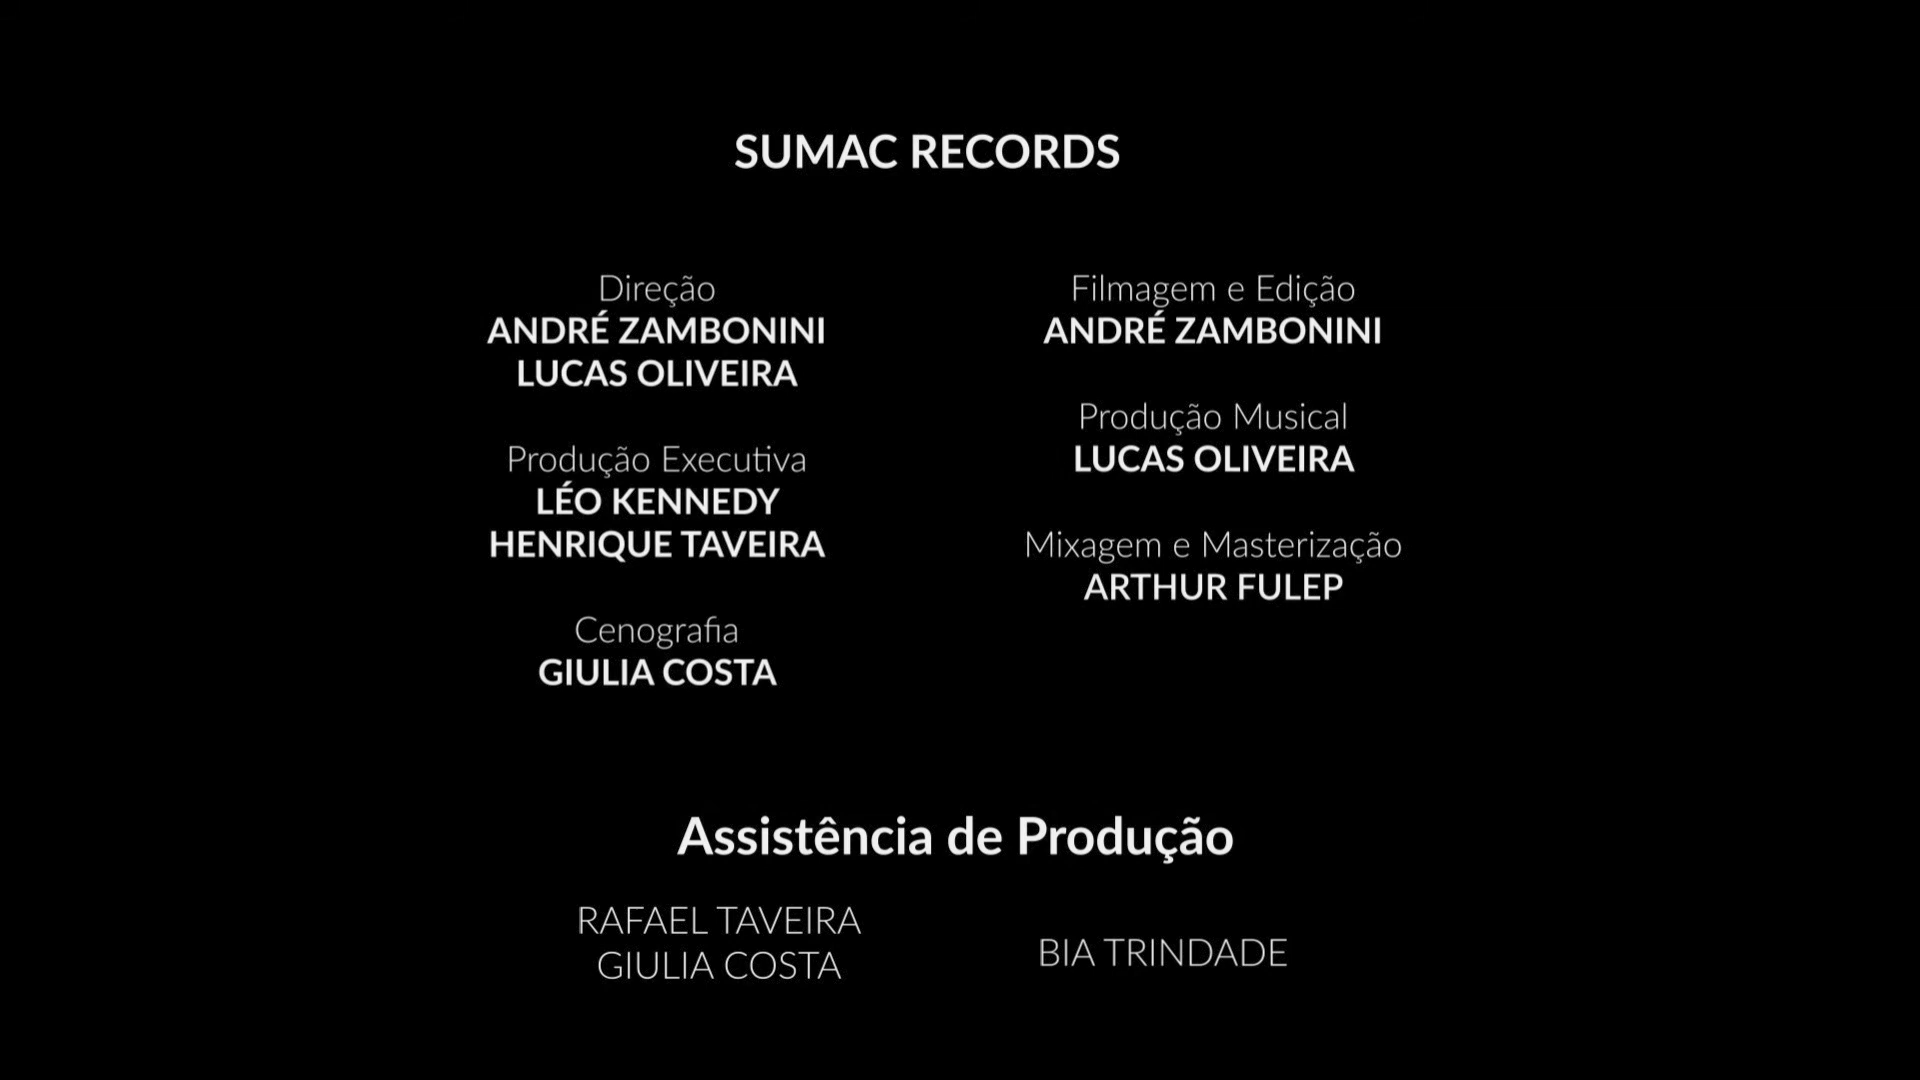 SUMAC RECORDS
Direção
ANDRÉ ZAMBONINI
LUCAS OLIVEIRA
Produção Executiva
LÉO KENNEDY
HENRIQUE TAVEIRA
Cenografia
GIULIA COSTA
Filmagem e Edição
ANDRÉ ZAMBONINI
Produção Musical
LUCAS OLIVEIRA
Mixagem e Masterização
ARTHUR FULEP
Assistência de Produção
RAFAEL TAVEIRA
GIULIA COSTA
BIA TRINDADE